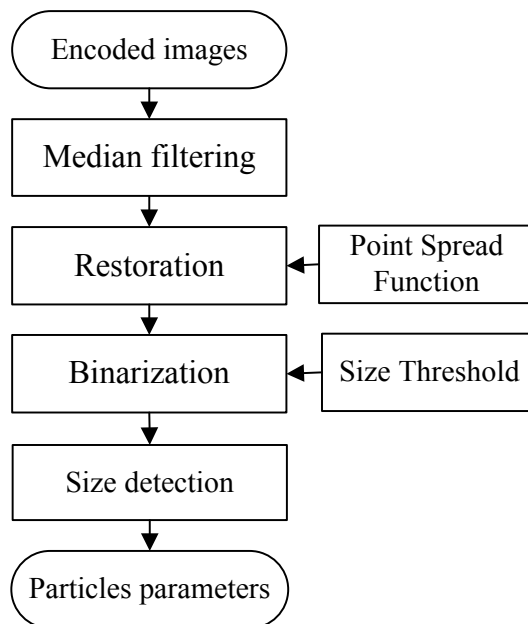 Encoded images
Median filtering
Restoration
Point Spread
Function
Binarization
Size Threshold
Size detection
Particles parameters